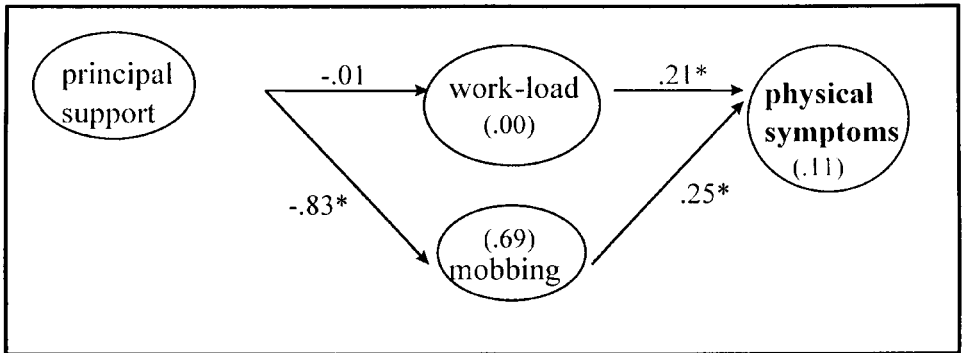 principal
support
-.01
work-load
(.00)
.21*
physical
symptoms
(.11)
-.83*
(.69)
mobbing
.25*